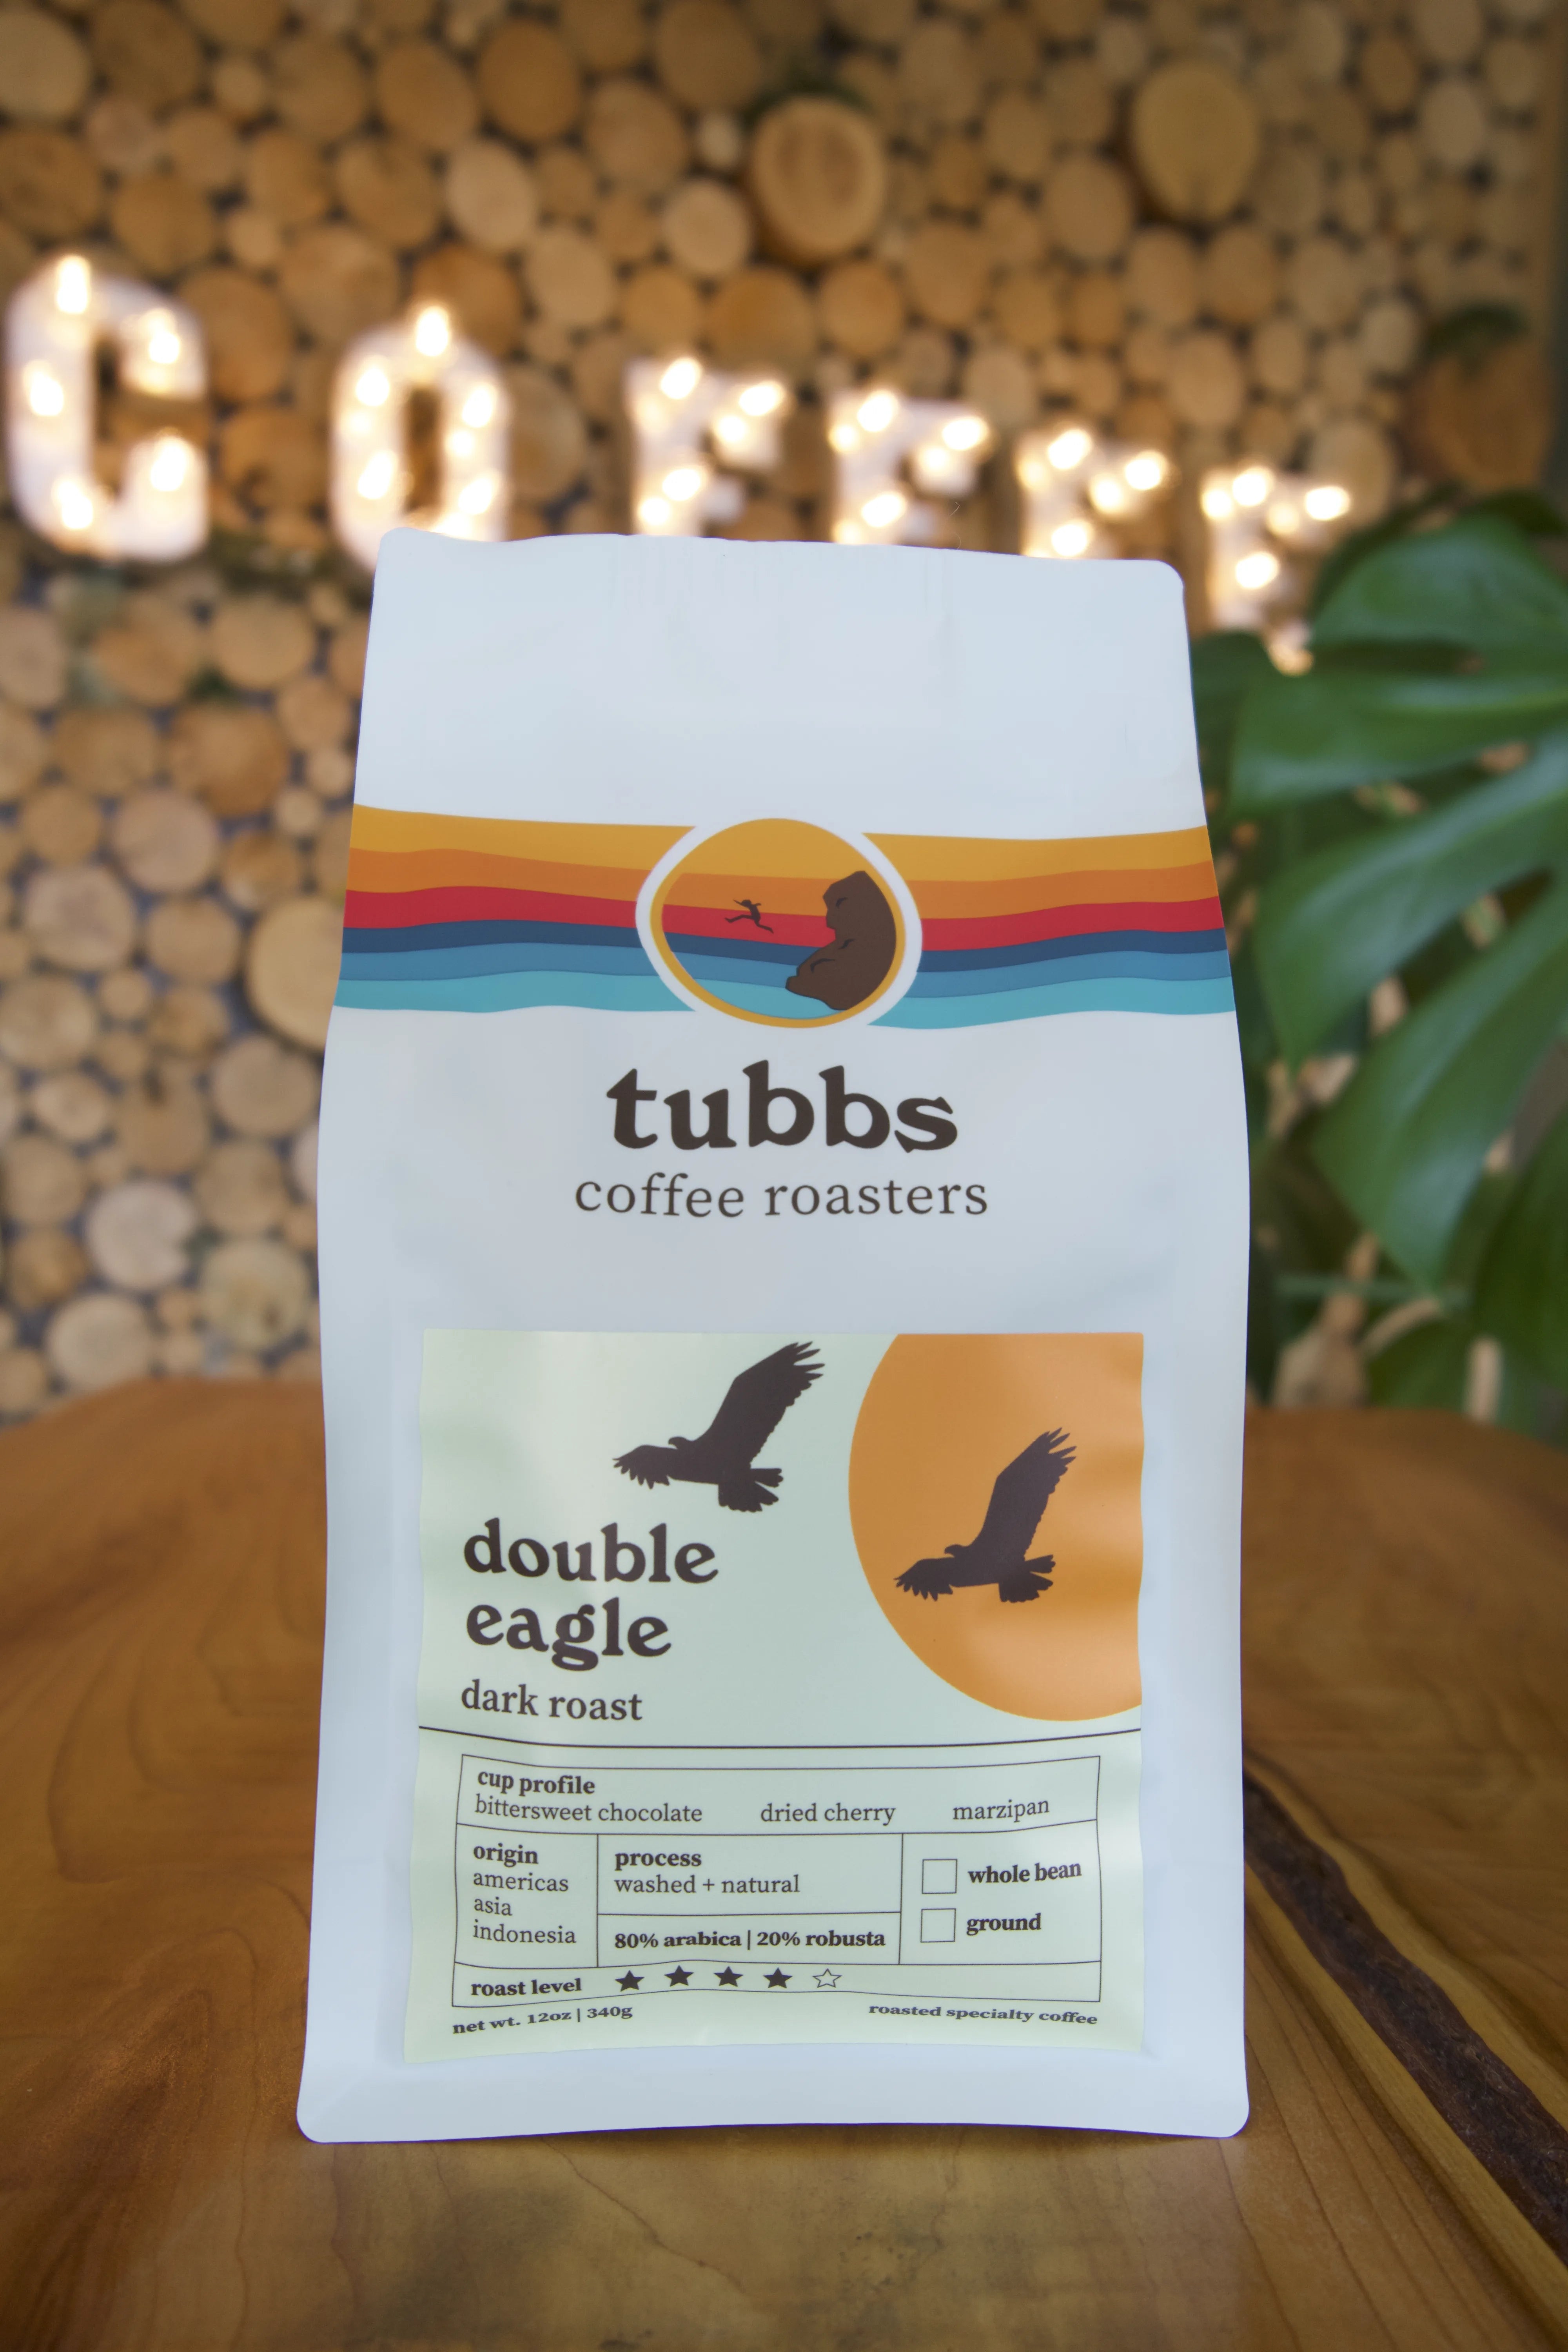 COFFEE
tubbs
coffee roasters
double
eagle
dark roast
cup profile
bittersweet chocolate dried cherry marzipan
origin
americas
asia
indonesia
process
washed + natural
80% arabica | 20% robusta
whole bean
ground
roast level
net wt. 12oz | 340g
roasted specialty coffee